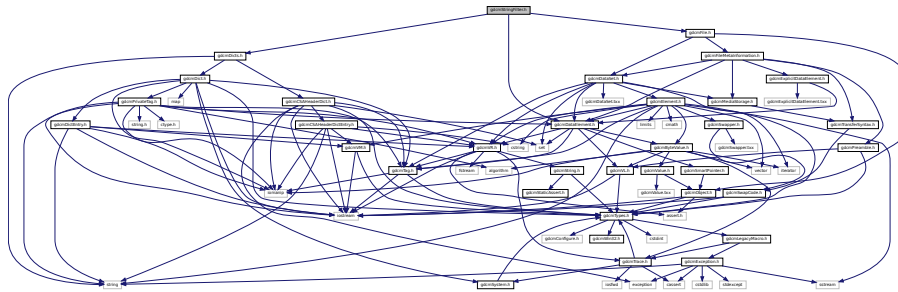 gdcmStringFilter.h
gdcmFile.h
gdcmDicts.h
gdcmFileMetaInformation.h
gdcmDict.h
gdcmDataSet.h
gdcmExplicitDataElement.h
gdcmPrivateTag.h
map
gdcmCSAHeaderDict.h
gdcmDataSet.txx
gdcmElement.h
gdcmMediaStorage.h
gdcmExplicitDataElement.txx
gdcmDictEntry.h
string.h
ctype.h
gdcmCSAHeaderDictEntry.h
gdcmDataElement.h
limits
cmath
gdcmSwapper.h
gdcmTransferSyntax.h
gdcmVM.h
gdcmVR.h
cstring
set
gdcmByteValue.h
gdcmSwapper.txx
gdcmPreamble.h
gdcmTag.h
fstream
algorithm
gdcmString.h
gdcmVL.h
gdcmValue.h
gdcmSmartPointer.h
vector
iterator
iomanip
gdcmStaticAssert.h
gdcmValue.txx
gdcmObject.h
gdcmSwapCode.h
iostream
gdcmTypes.h
assert.h
gdcmConfigure.h
gdcmWin32.h
cstdint
gdcmLegacyMacro.h
gdcmTrace.h
gdcmException.h
string
gdcmSystem.h
iosfwd
exception
cassert
cstdlib
stdexcept
sstream